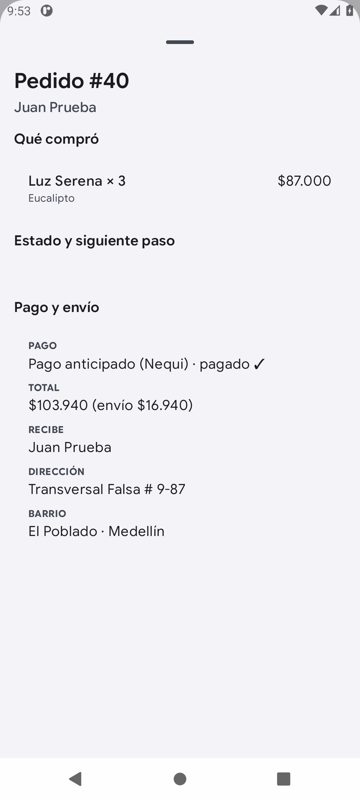 9:53
Pedido #40
Juan Prueba
Qué compró
Luz Serena × 3 $87.000
Eucalipto
Estado y siguiente paso
Pago y envío
PAGO
Pago anticipado (Nequi) · pagado ✓
TOTAL
$103.940 (envío $16.940)
RECIBE
Juan Prueba
DIRECCIÓN
Transversal Falsa # 9-87
BARRIO
El Poblado · Medellín